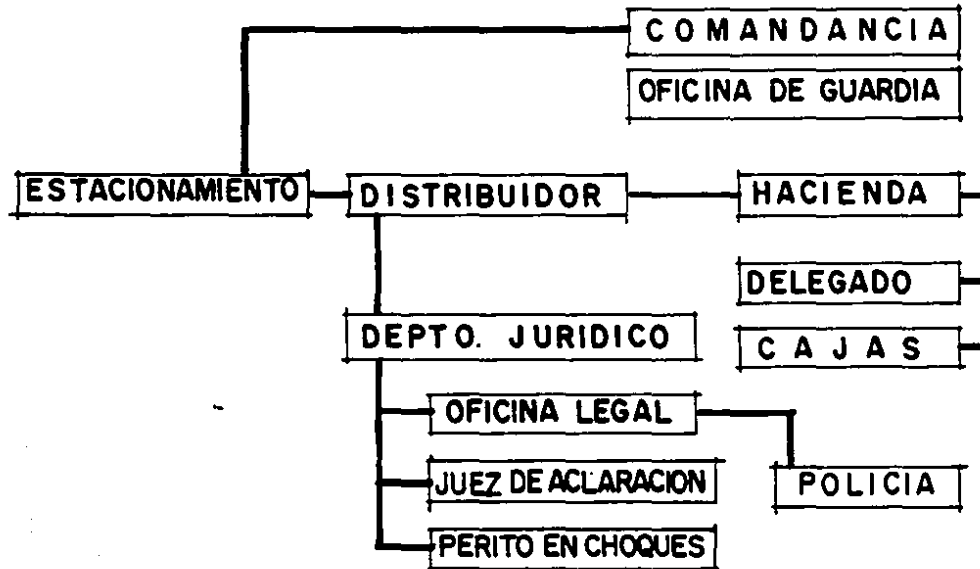 COMANDANCIA
OFICINA DE GUARDIA
ESTACIONAMIENTO
DISTRIBUIDOR
HACIENDA
DELEGADO
DEPTO. JURIDICO
CAJAS
OFICINA LEGAL
JUEZ DE ACLARACION
POLICIA
PERITO EN CHOQUES